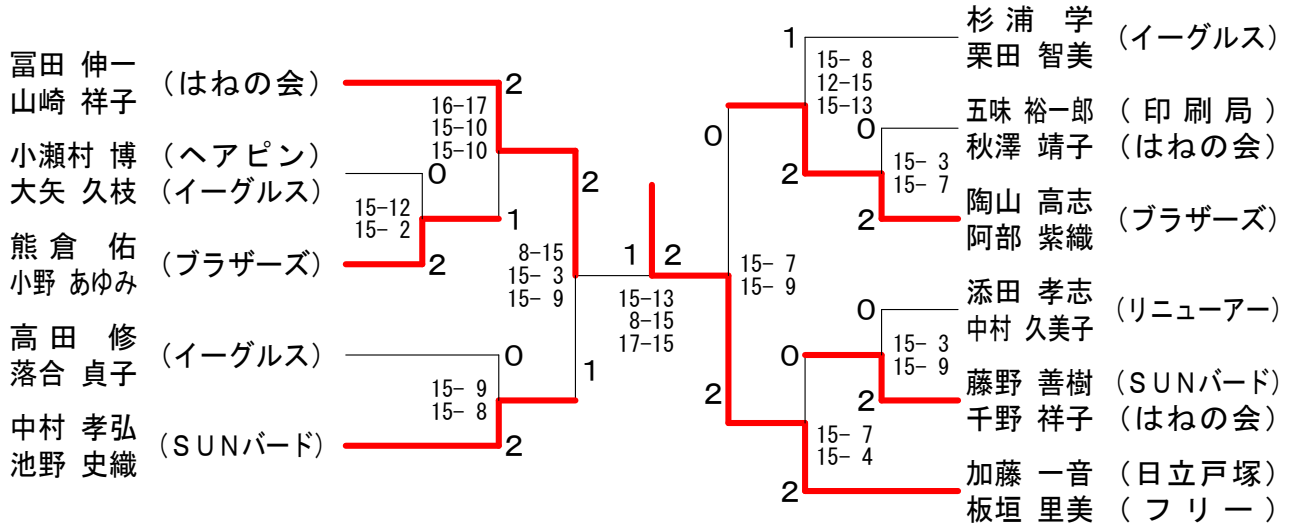 冨田 伸一
山崎 祥子
(はねの会)
小瀬村 博 (ヘアピン)
大矢 久枝 (イーグルス)
熊倉 佑
小野 あゆみ
(ブラザーズ)
高田 修
落合 貞子
(イーグルス)
中村 孝弘
池野 史織
(SUNバード)
2
16-17
15-10
15-10
0
15-12
15- 2
2
1
2
8-15
15- 3
15- 9
0
15- 9
15- 8
2
1
1
2
15-13
8-15
17-15
0
15- 7
15- 9
2
1
15- 8
12-15
15-13
2
0
15- 3
15- 7
2
0
15- 7
15- 4
2
0
15- 3
15- 9
2
杉浦 学
栗田 智美
(イーグルス)
五味 裕一郎 (印刷局)
秋澤 靖子 (はねの会)
陶山 高志
阿部 紫織
(ブラザーズ)
添田 孝志
中村 久美子
(リニューアー)
藤野 善樹 (SUNバード)
千野 祥子 (はねの会)
加藤 一音 (日立戸塚)
板垣 里美 (フリー)